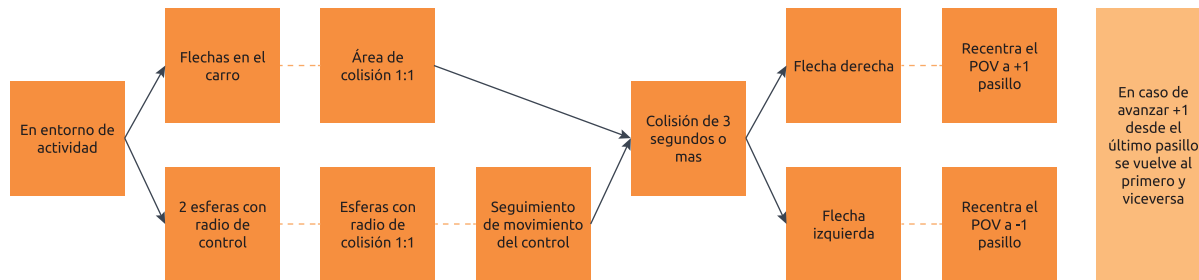 En entorno de
actividad
Flechas en el
carro
Área de
colisión 1:1
2 esferas con
radio de
control
Esferas con
radio de
colisión 1:1
Seguimiento
de movimiento
del control
Colisión de 3
segundos o
mas
Flecha derecha
Recentra el
POV a +1
pasillo
Flecha
izquierda
Recentra el
POV a -1
pasillo
En caso de
avanzar +1
desde el
último pasillo
se vuelve al
primero y
viceversa